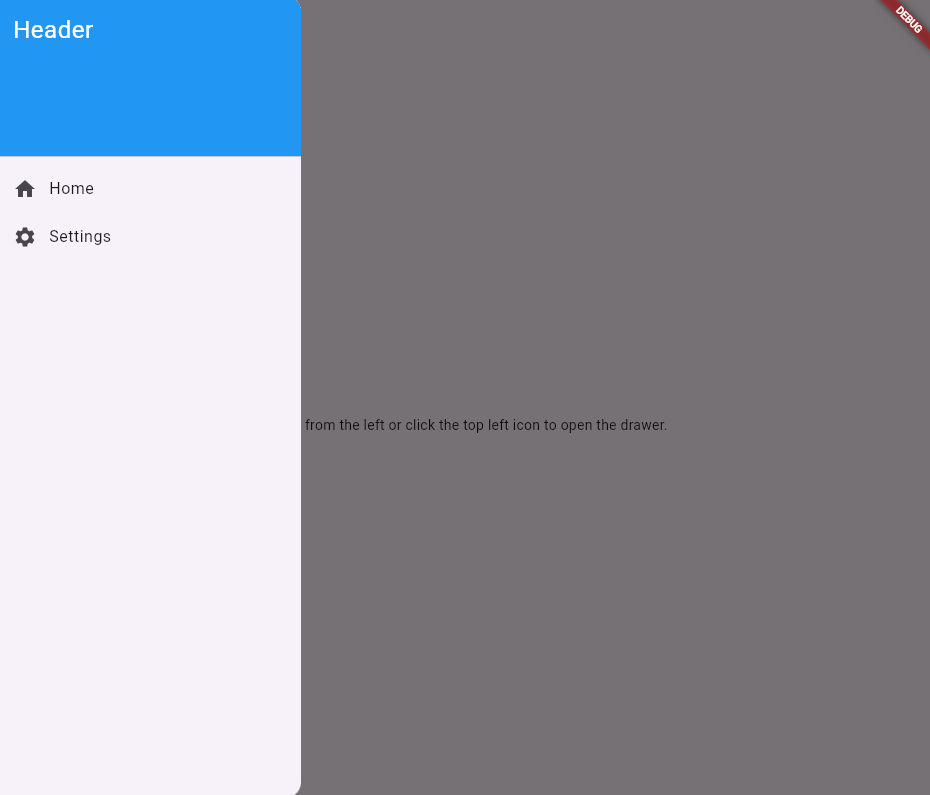 Header
DEBUG
Home
Settings
from the left or click the top left icon to open the drawer.